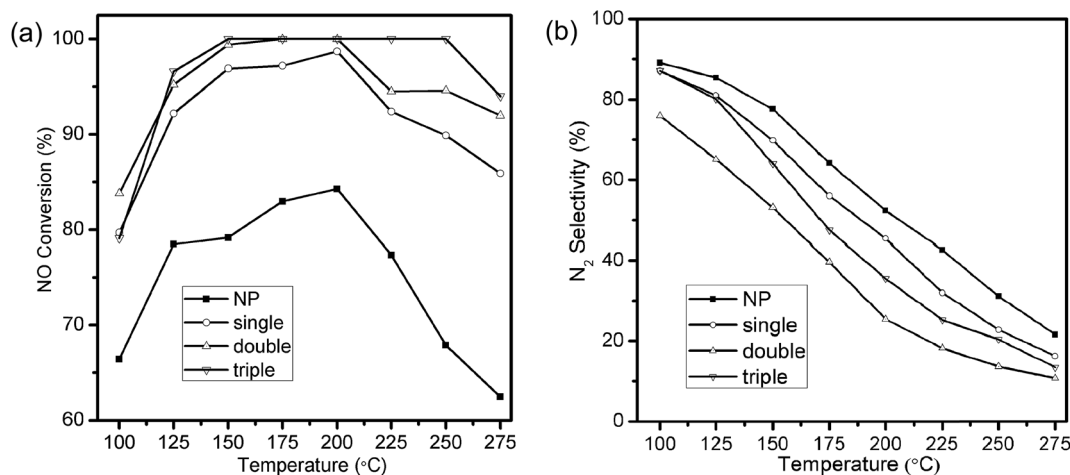 (a)
100
90
80
70
60
NO Conversion (%)
NP
single
double
triple
100 125 150 175 200 225 250 275
Temperature (°C)
(b)
100
80
60
40
20
0
N₂ Selectivity (%)
NP
single
double
triple
100 125 150 175 200 225 250 275
Temperature (°C)